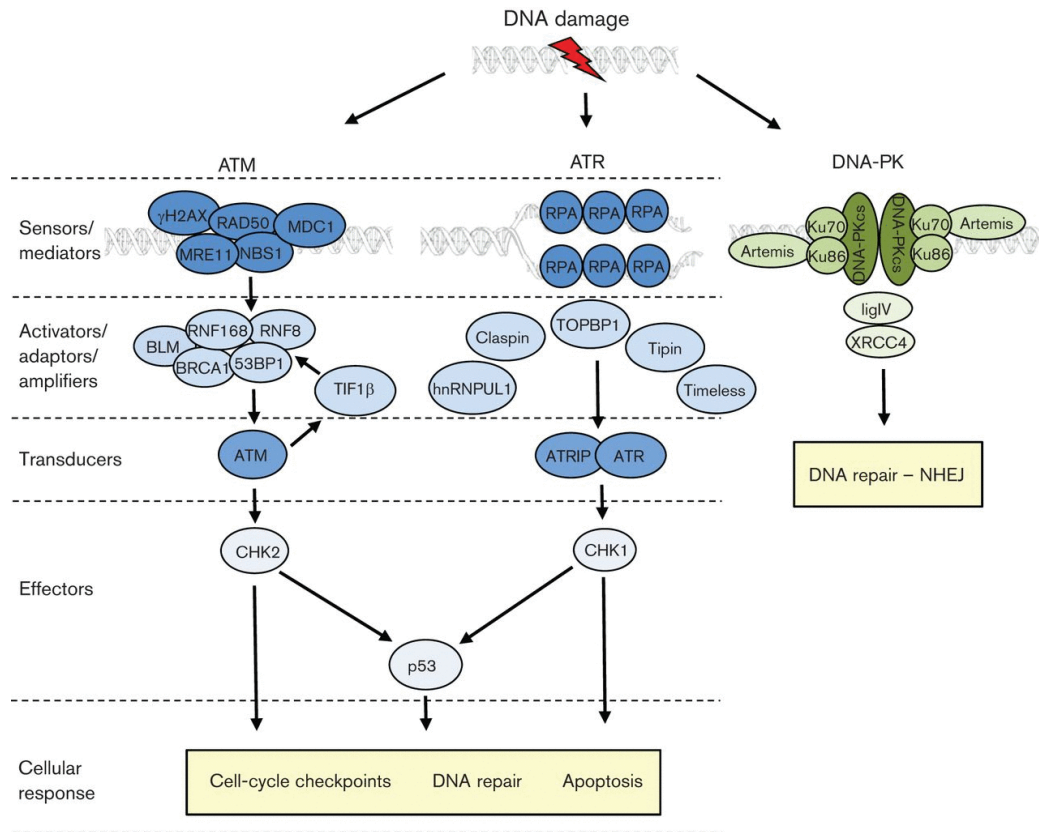 DNA damage
ATM
ATR
DNA-PK
Sensors/
mediators
γH2AX
RAD50
MDC1
MRE11
NBS1
RPA
RPA
RPA
RPA
RPA
RPA
Artemis
Ku70
Ku86
DNA-PKcs
DNA-PKcs
Ku70
Ku86
Artemis
ligIV
XRCC4
Activators/
adaptors/
amplifiers
BLM
RNF168
RNF8
BRCA1
53BP1
TIF1β
hnRNPUL1
Claspin
TOPBP1
Tipin
Timeless
DNA repair – NHEJ
Transducers
ATM
ATRIP
ATR
Effectors
CHK2
CHK1
p53
Cellular
response
Cell-cycle checkpoints
DNA repair
Apoptosis